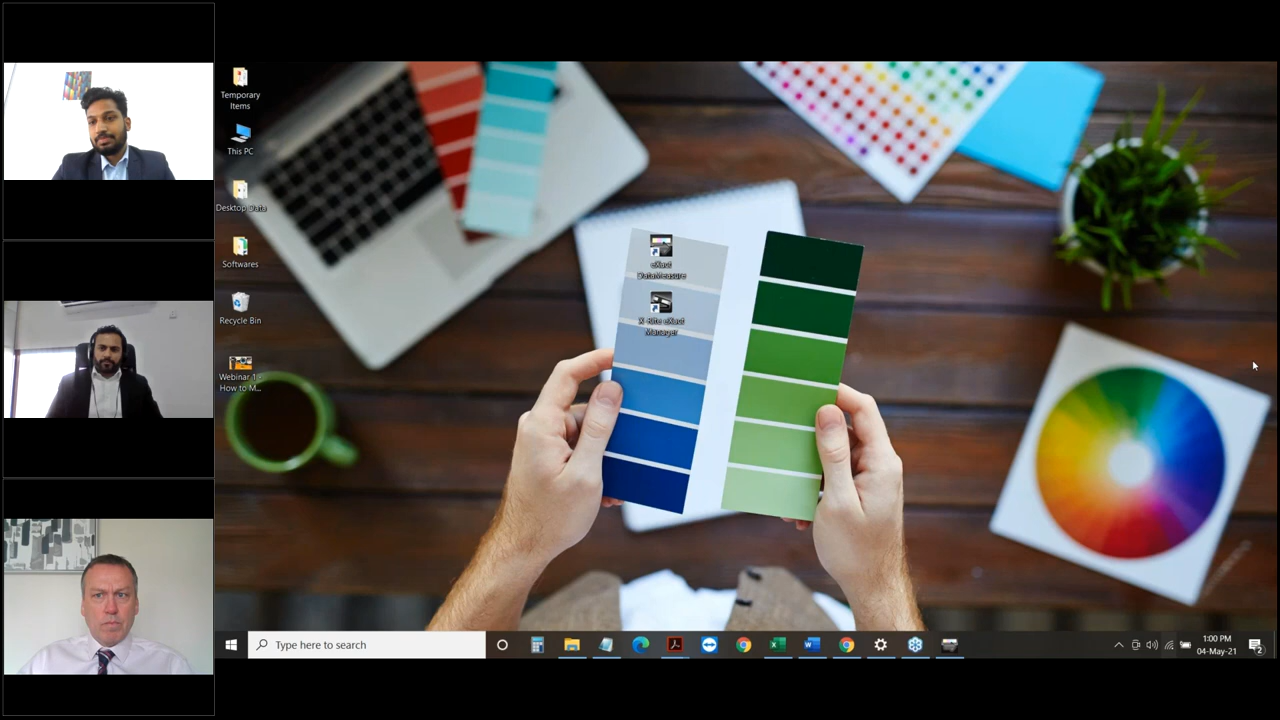 Temporary
Items
This PC
Desktop Data
Softwares
Recycle Bin
Webinar 1 -
How to M...
eXact
DataMeasure
X-Rite eXact
Manager
Type here to search
1:00 PM
04-May-21
2